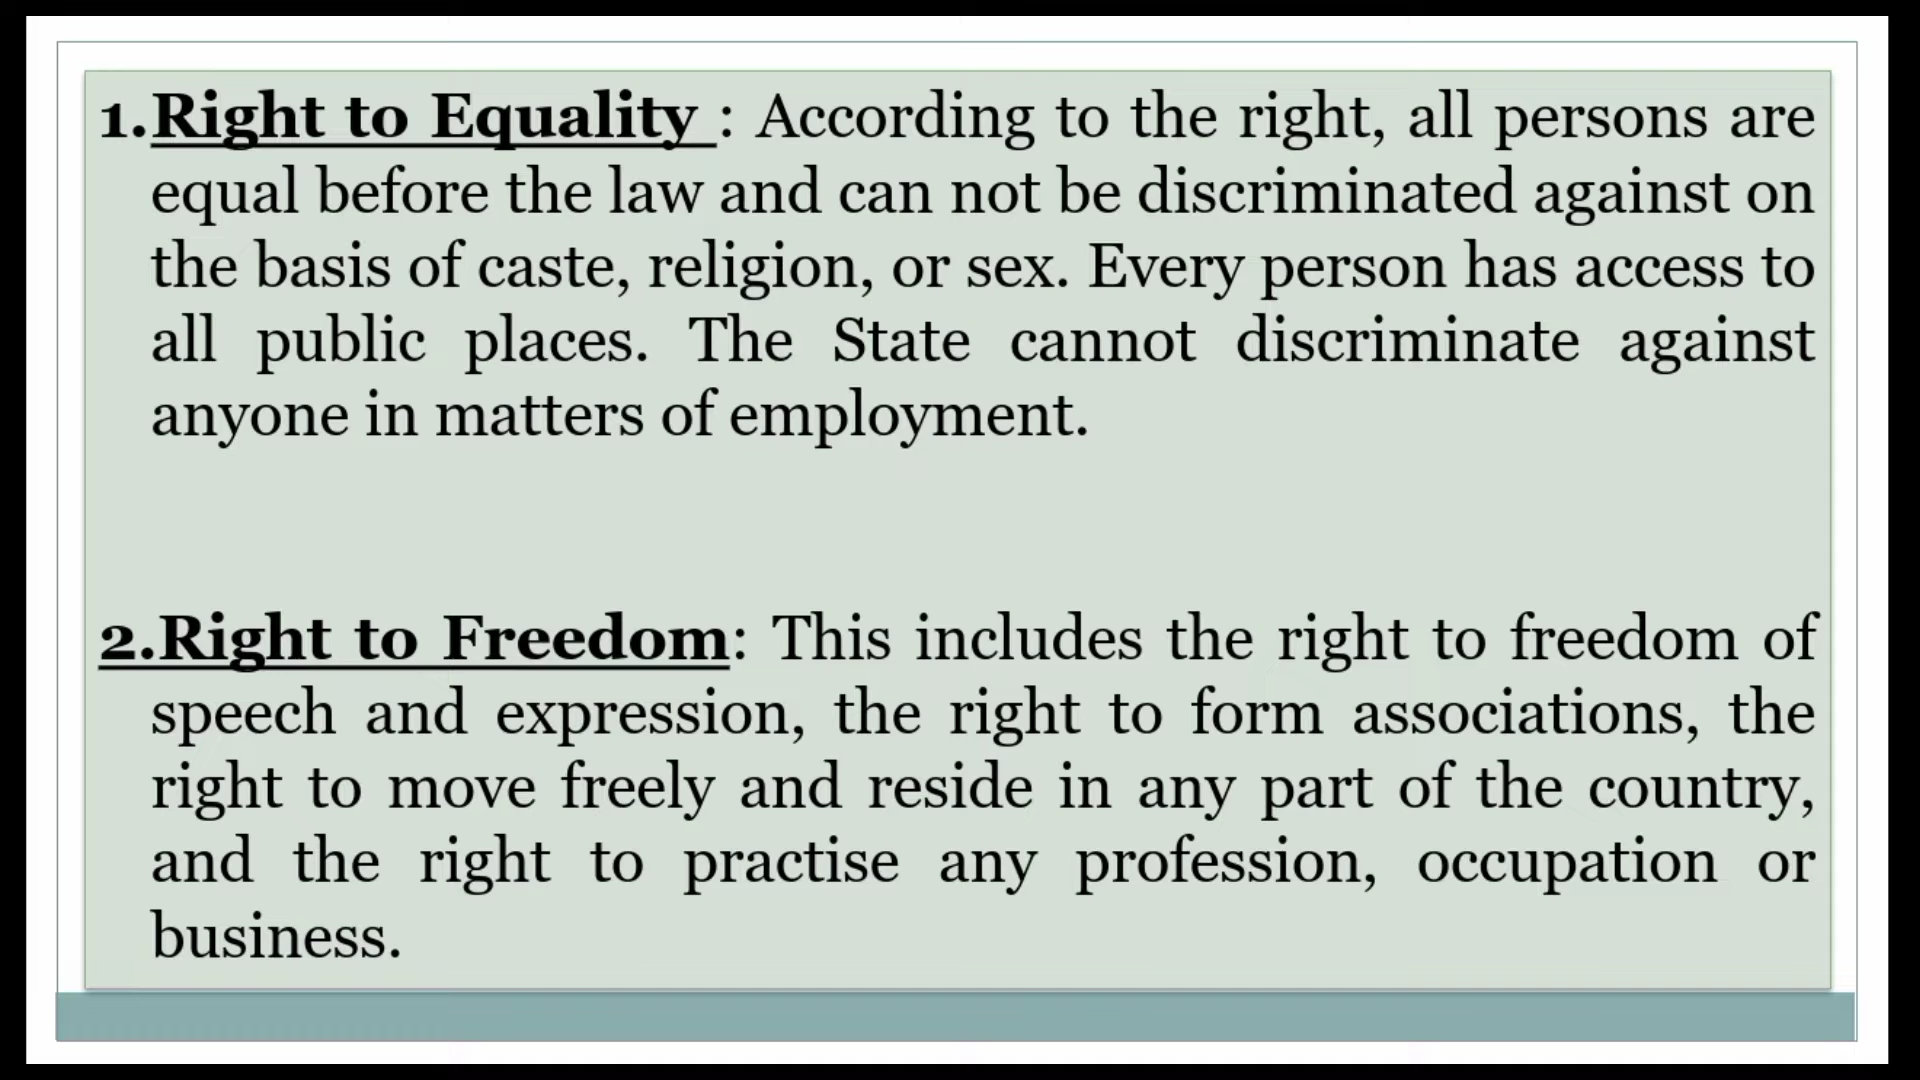 1.Right to Equality : According to the right, all persons are
equal before the law and can not be discriminated against on
the basis of caste, religion, or sex. Every person has access to
all public places. The State cannot discriminate against
anyone in matters of employment.
2.Right to Freedom: This includes the right to freedom of
speech and expression, the right to form associations, the
right to move freely and reside in any part of the country,
and the right to practise any profession, occupation or
business.